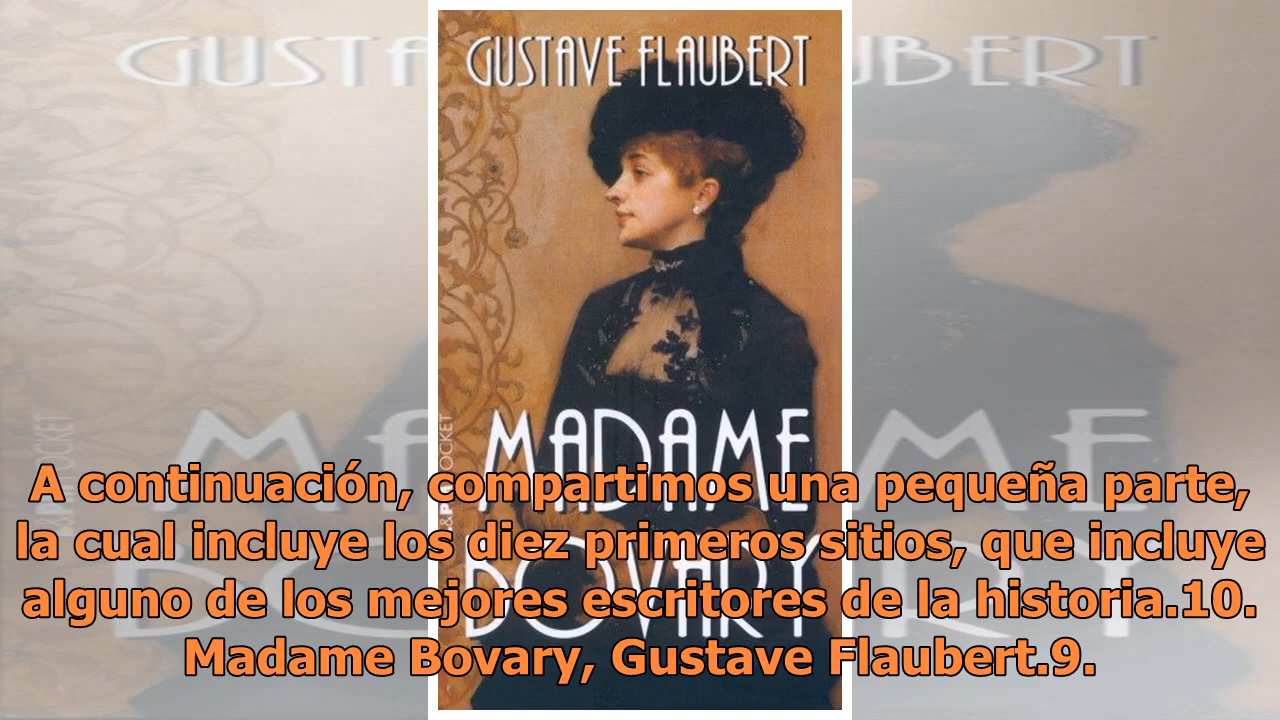 GUSTAVE FLAUBERT
MADAME
BOVARY
A continuación, compartimos una pequeña parte,
la cual incluye los diez primeros sitios, que incluye
alguno de los mejores escritores de la historia.10.
Madame Bovary, Gustave Flaubert.9.